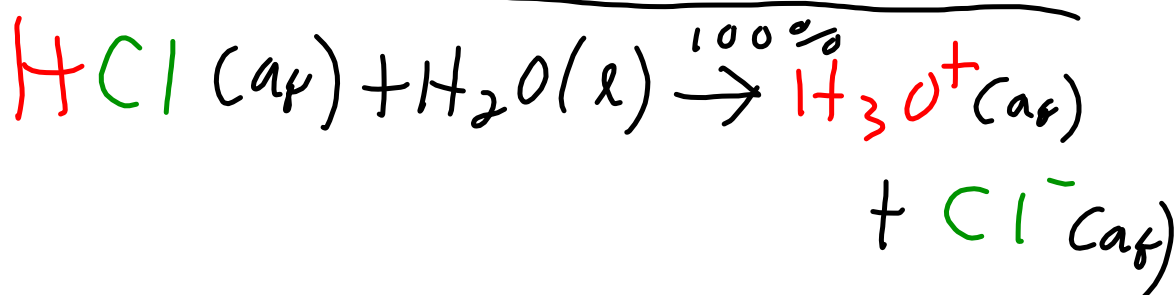 HCl (aq) + H₂O(l) 100%→ H₃O⁺(aq)
+ Cl⁻(aq)